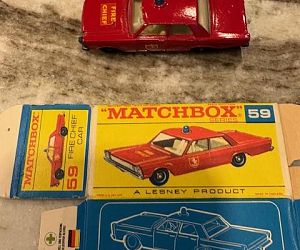 FIRE
CHIEF
"MATCHBOX"
SERIES
59
A LESNEY PRODUCT
MATCHBOX
59
FIRE CHIEF
CAR